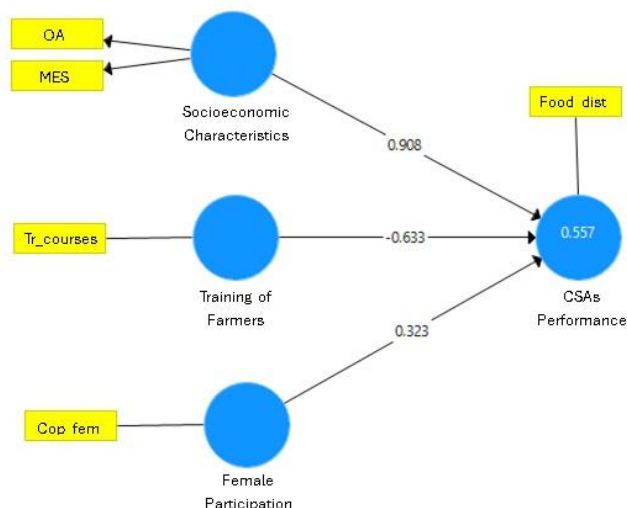 OA
MES
Socioeconomic
Characteristics
Food dist
0.908
Tr_courses
Training of
Farmers
-0.633
0.557
CSAs
Performance
0.323
Cop fem
Female
Participation